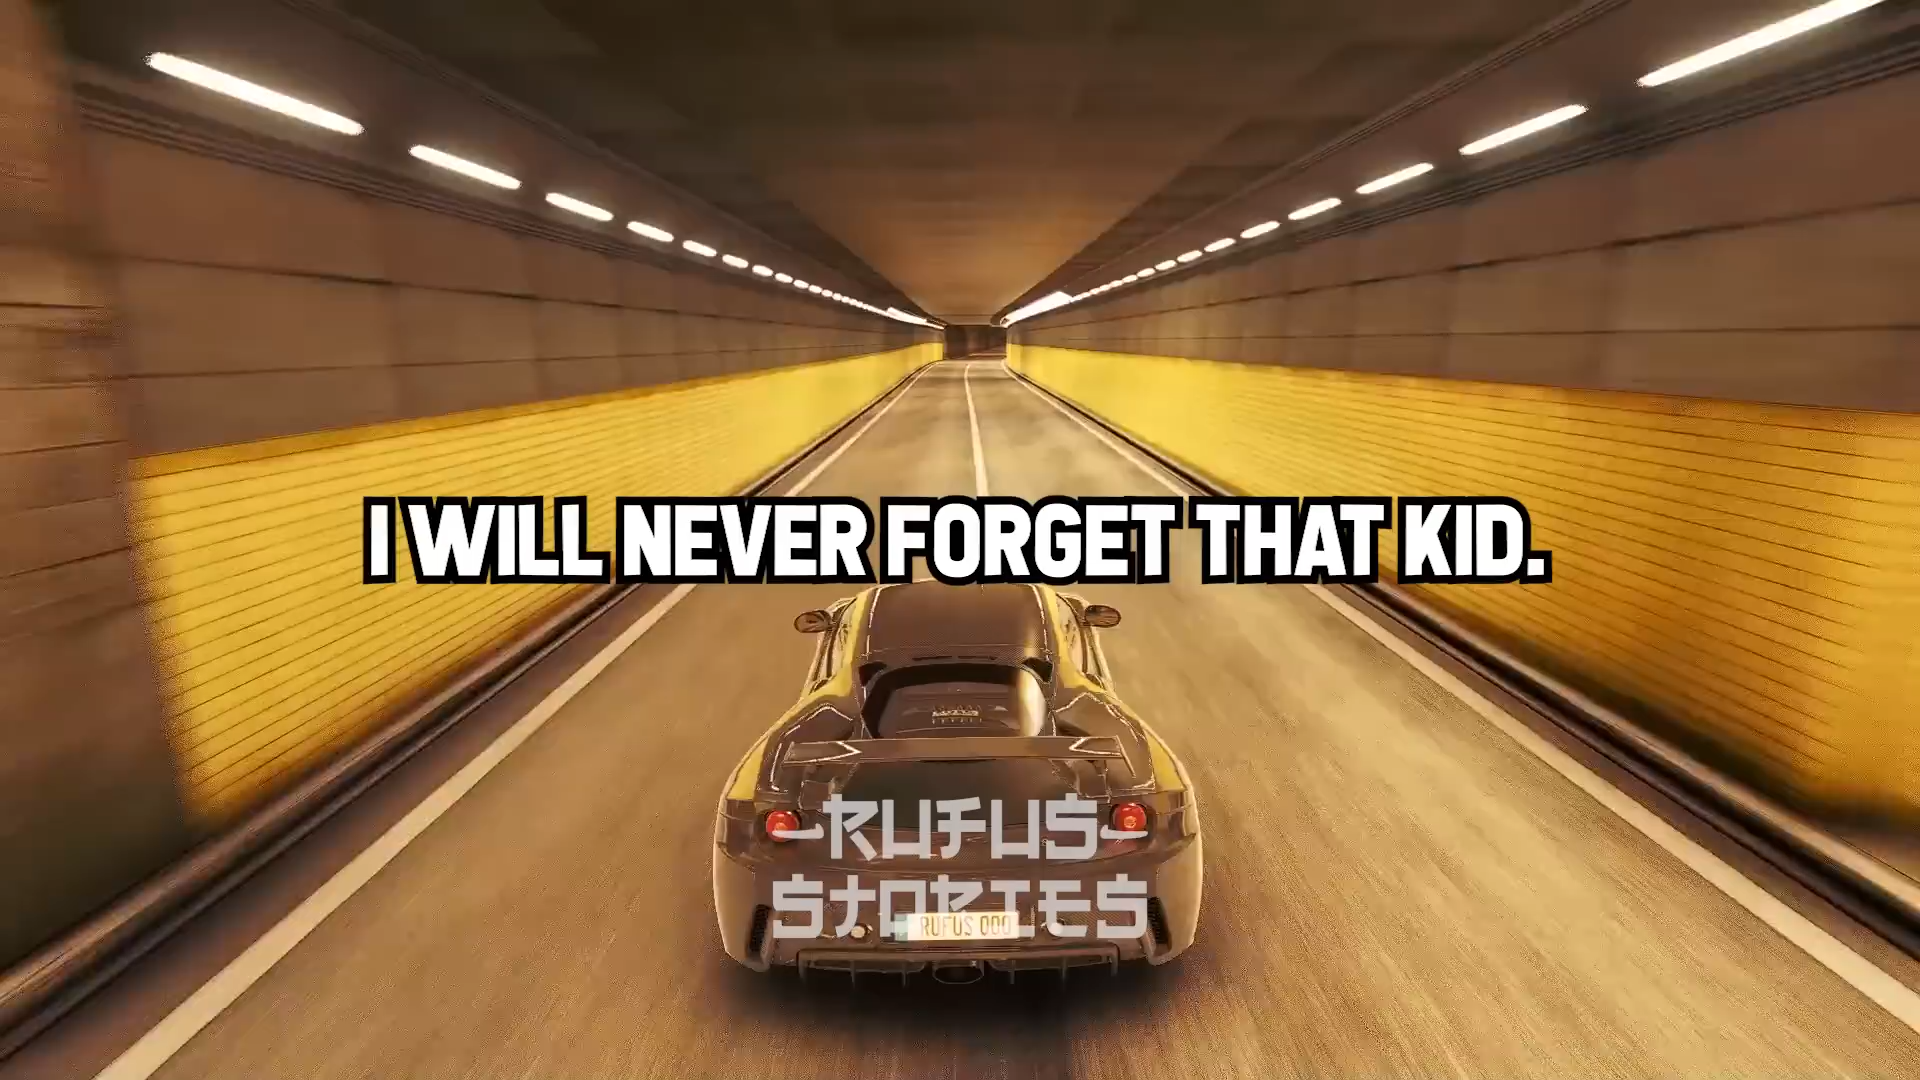 I WILL NEVER FORGET THAT KID.
RUFUS
STORIES
RUFUS 000